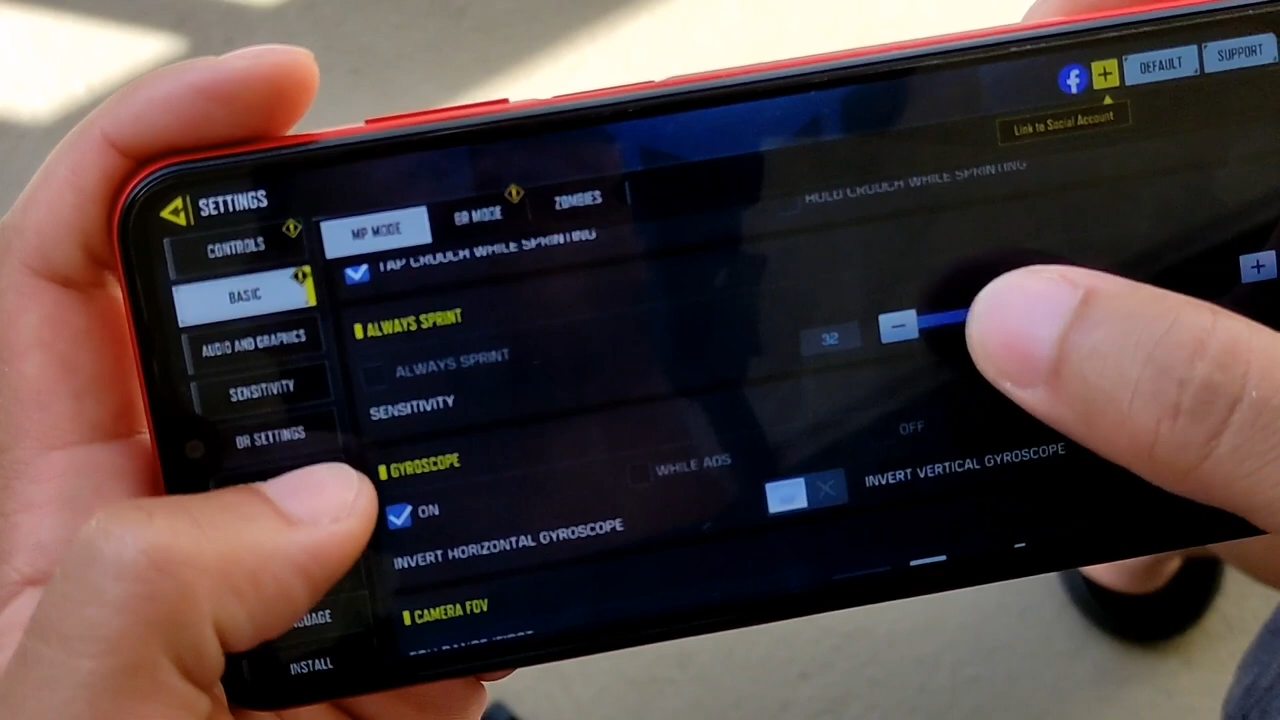 SETTINGS
DEFAULT
SUPPORT
Link to Social Account
CONTROLS
BASIC
AUDIO AND GRAPHICS
SENSITIVITY
BR SETTINGS
INSTALL
MP MODE
BR MODE
ZOMBIES
TAP CROUCH WHILE SPRINTING
HOLD CROUCH WHILE SPRINTING
ALWAYS SPRINT
ALWAYS SPRINT
SENSITIVITY
32
GYROSCOPE
ON
WHILE ADS
OFF
INVERT HORIZONTAL GYROSCOPE
INVERT VERTICAL GYROSCOPE
CAMERA FOV